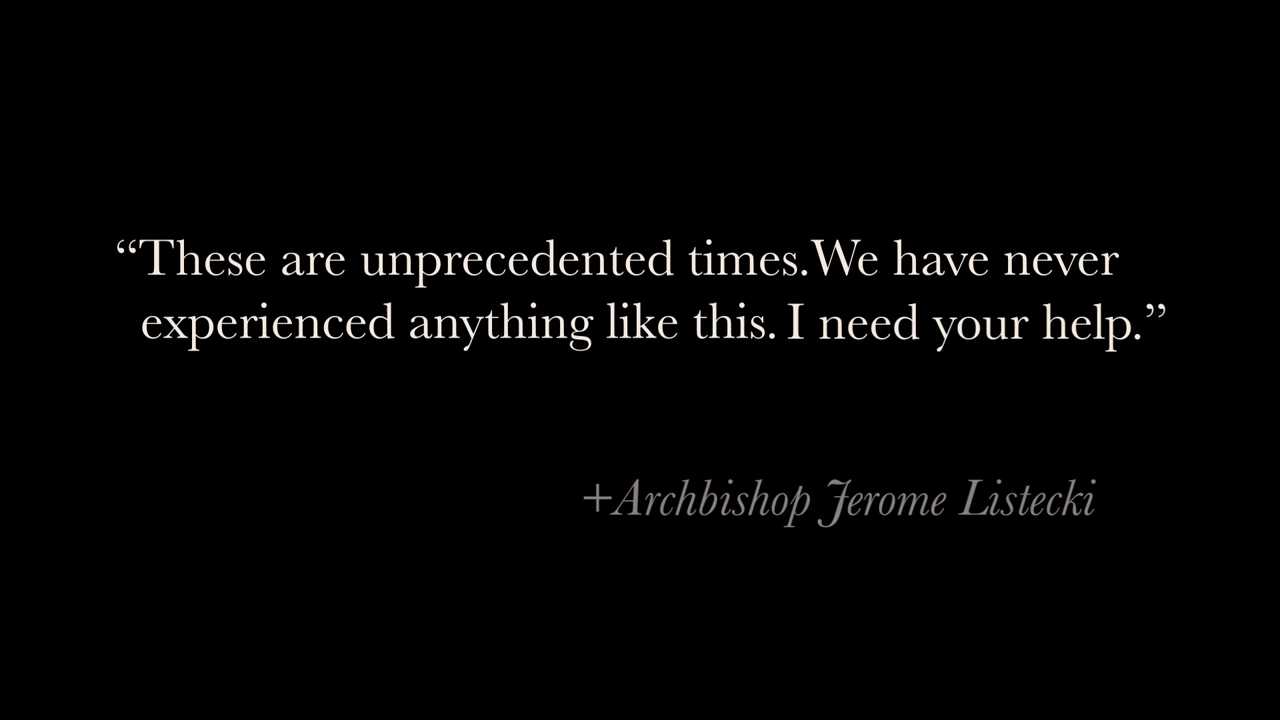 “These are unprecedented times. We have never
experienced anything like this. I need your help.”
+Archbishop Jerome Listecki